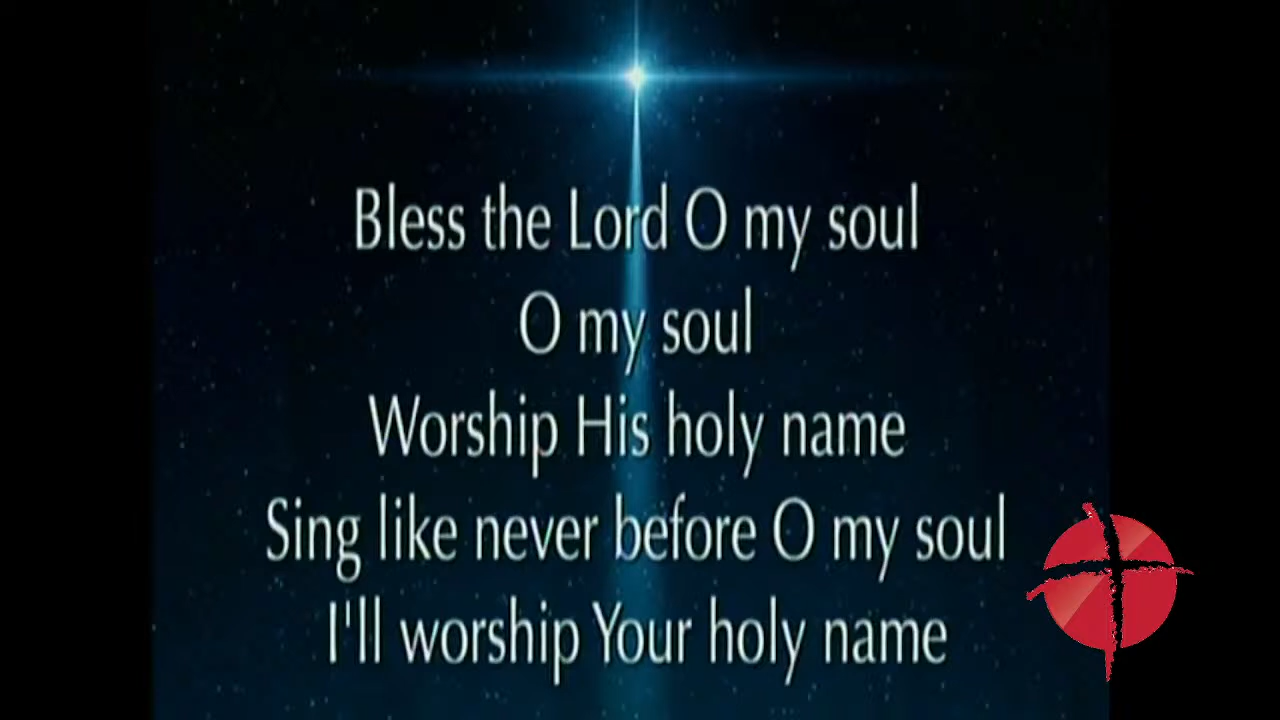 Bless the Lord O my soul
O my soul
Worship His holy name
Sing like never before O my soul
I'll worship Your holy name